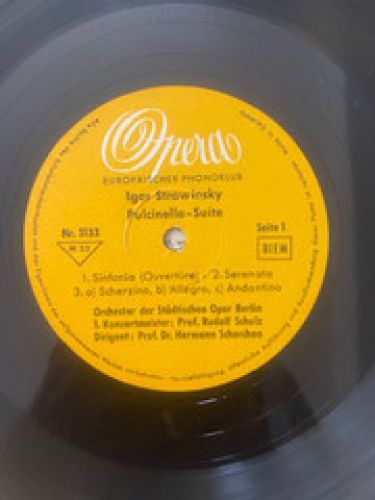 Opera
EUROPÄISCHER PHONOKLUB
Igor Strawinsky
Pulcinella-Suite
Nr. 3133
M 33
Seite 1
BIEM
1. Sinfonia (Ouvertüre) - 2. Serenata
3. a) Scherzino, b) Allegro, c) Andantino
Orchester der Städtischen Oper Berlin
1. Konzertmeister: Prof. Rudolf Schulz
Dirigent: Prof. Dr. Hermann Scherchen